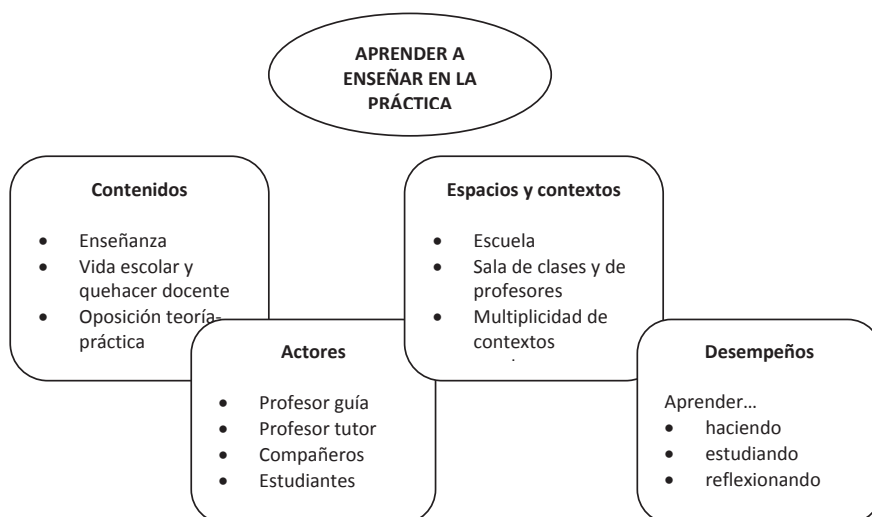 APRENDER A
ENSEÑAR EN LA
PRÁCTICA
Contenidos
• Enseñanza
• Vida escolar y
quehacer docente
• Oposición teoría-
práctica
Actores
• Profesor guía
• Profesor tutor
• Compañeros
• Estudiantes
Espacios y contextos
• Escuela
• Sala de clases y de
profesores
• Multiplicidad de
contextos
Desempeños
Aprender...
• haciendo
• estudiando
• reflexionando